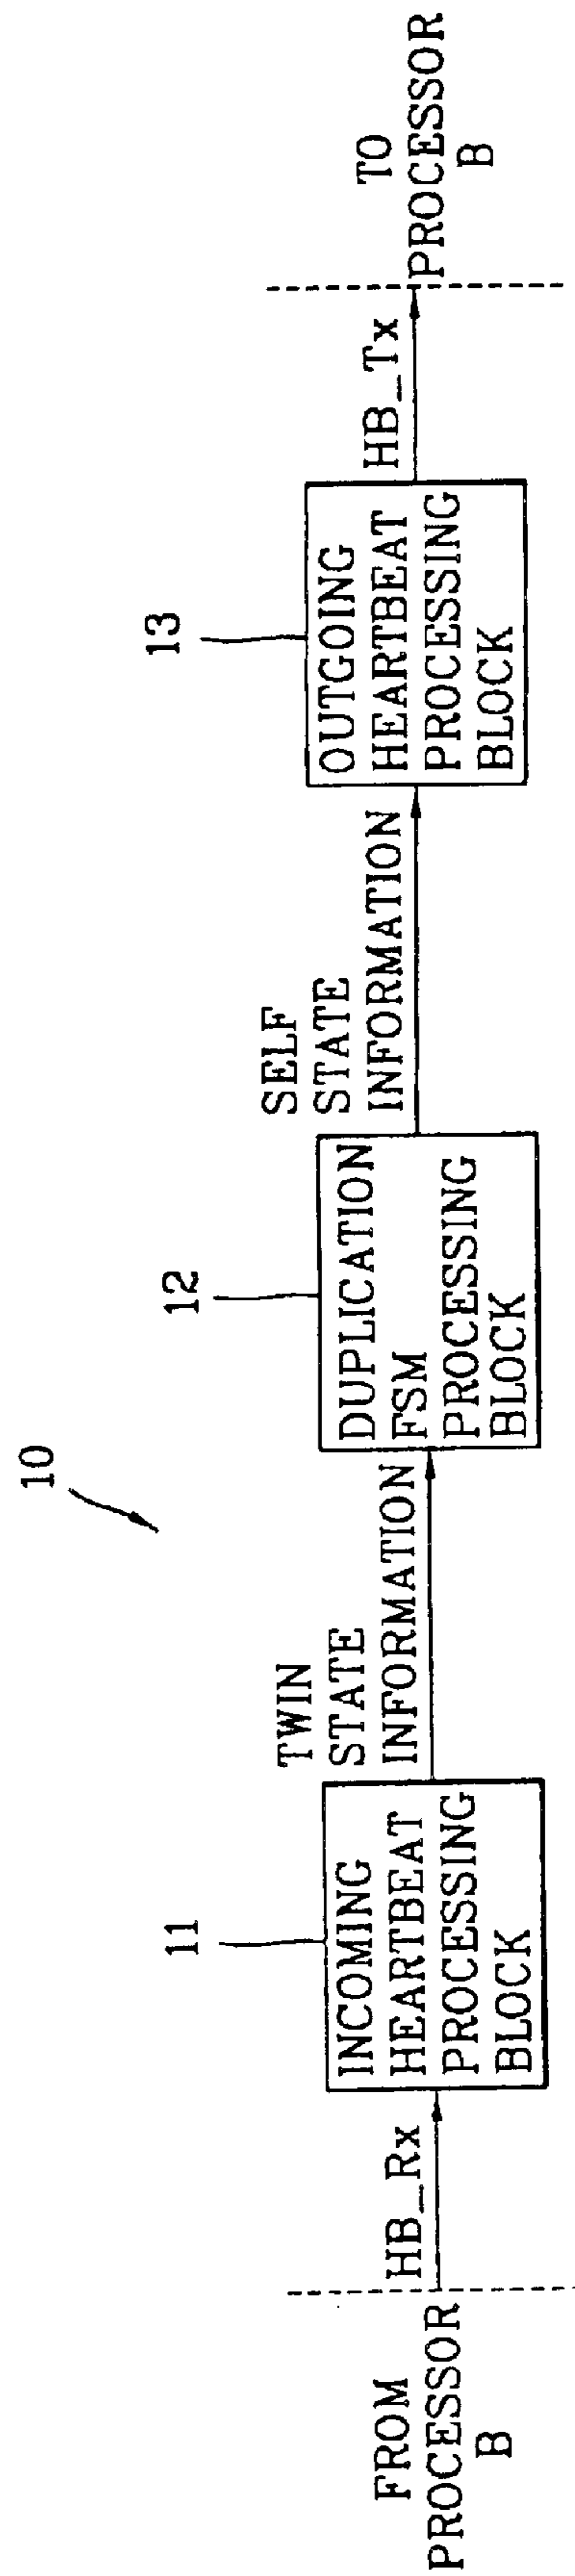 10
FROM
PROCESSOR
B
HB_Rx
11
INCOMING
HEARTBEAT
PROCESSING
BLOCK
TWIN
STATE
INFORMATION
12
DUPLICATION
FSM
PROCESSING
BLOCK
SELF
STATE
INFORMATION
13
OUTGOING
HEARTBEAT
PROCESSING
BLOCK
HB_Tx
TO
PROCESSOR
B